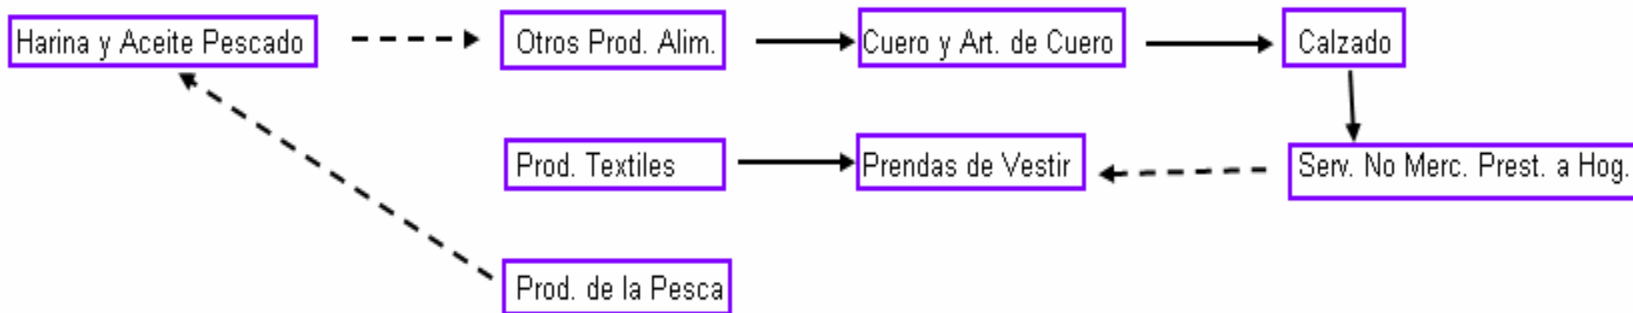 Harina y Aceite Pescado
Otros Prod. Alim.
Cuero y Art. de Cuero
Calzado
Prod. Textiles
Prendas de Vestir
Serv. No Merc. Prest. a Hog.
Prod. de la Pesca